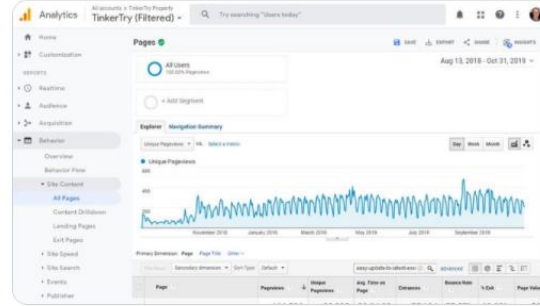 Analytics
All accounts > TinkerTry Property
TinkerTry (Filtered)
Try searching "Users today"
Home
Customization
REPORTS
Realtime
Audience
Acquisition
Behavior
Overview
Behavior Flow
Site Content
All Pages
Content Drilldown
Landing Pages
Exit Pages
Site Speed
Site Search
Events
Publisher
Pages
SAVE
EXPORT
SHARE
INSIGHTS
Aug 13, 2018 - Oct 31, 2019
All Users
100.00% Pageviews
+ Add Segment
Explorer
Navigation Summary
Unique Pageviews
VS.
Select a metric
Day
Week
Month
Unique Pageviews
600
400
200
November 2018
January 2019
March 2019
May 2019
July 2019
September 2019
Primary Dimension:
Page
Page Title
Other
Secondary dimension
Sort Type:
Default
ADVANCED
Page
Pageviews
Unique Pageviews
Avg. Time on Page
Entrances
Bounce Rate
% Exit
Page Value